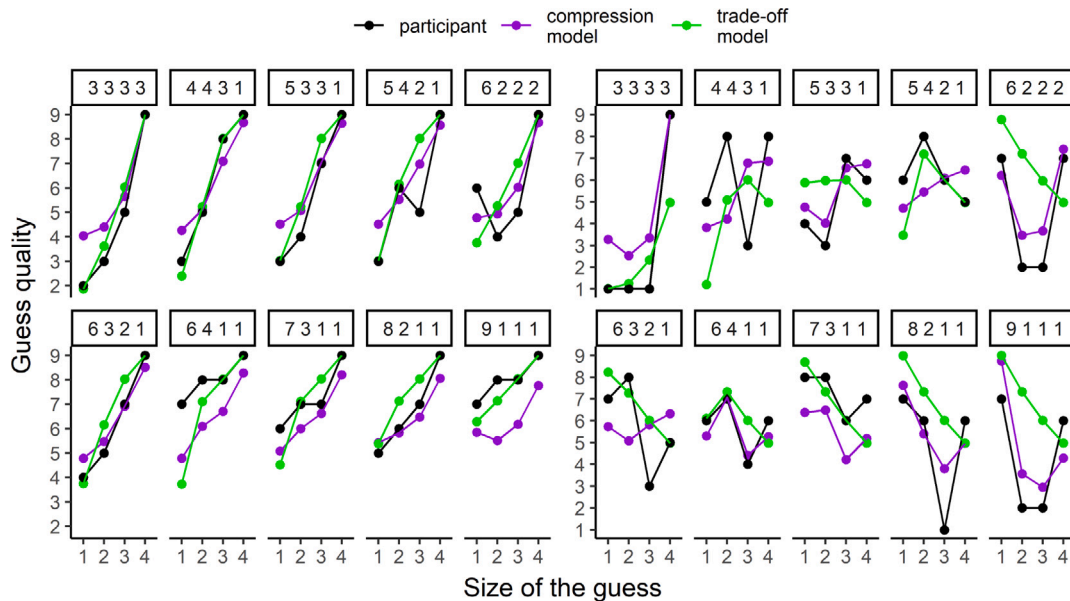 participant
compression model
trade-off model
3 3 3 3
4 4 3 1
5 3 3 1
5 4 2 1
6 2 2 2
3 3 3 3
4 4 3 1
5 3 3 1
5 4 2 1
6 2 2 2
9
8
7
6
5
4
3
2
9
8
7
6
5
4
3
2
1
Guess quality
6 3 2 1
6 4 1 1
7 3 1 1
8 2 1 1
9 1 1 1
6 3 2 1
6 4 1 1
7 3 1 1
8 2 1 1
9 1 1 1
9
8
7
6
5
4
3
2
9
8
7
6
5
4
3
2
1
1 2 3 4
1 2 3 4
1 2 3 4
1 2 3 4
1 2 3 4
1 2 3 4
1 2 3 4
1 2 3 4
1 2 3 4
1 2 3 4
Size of the guess